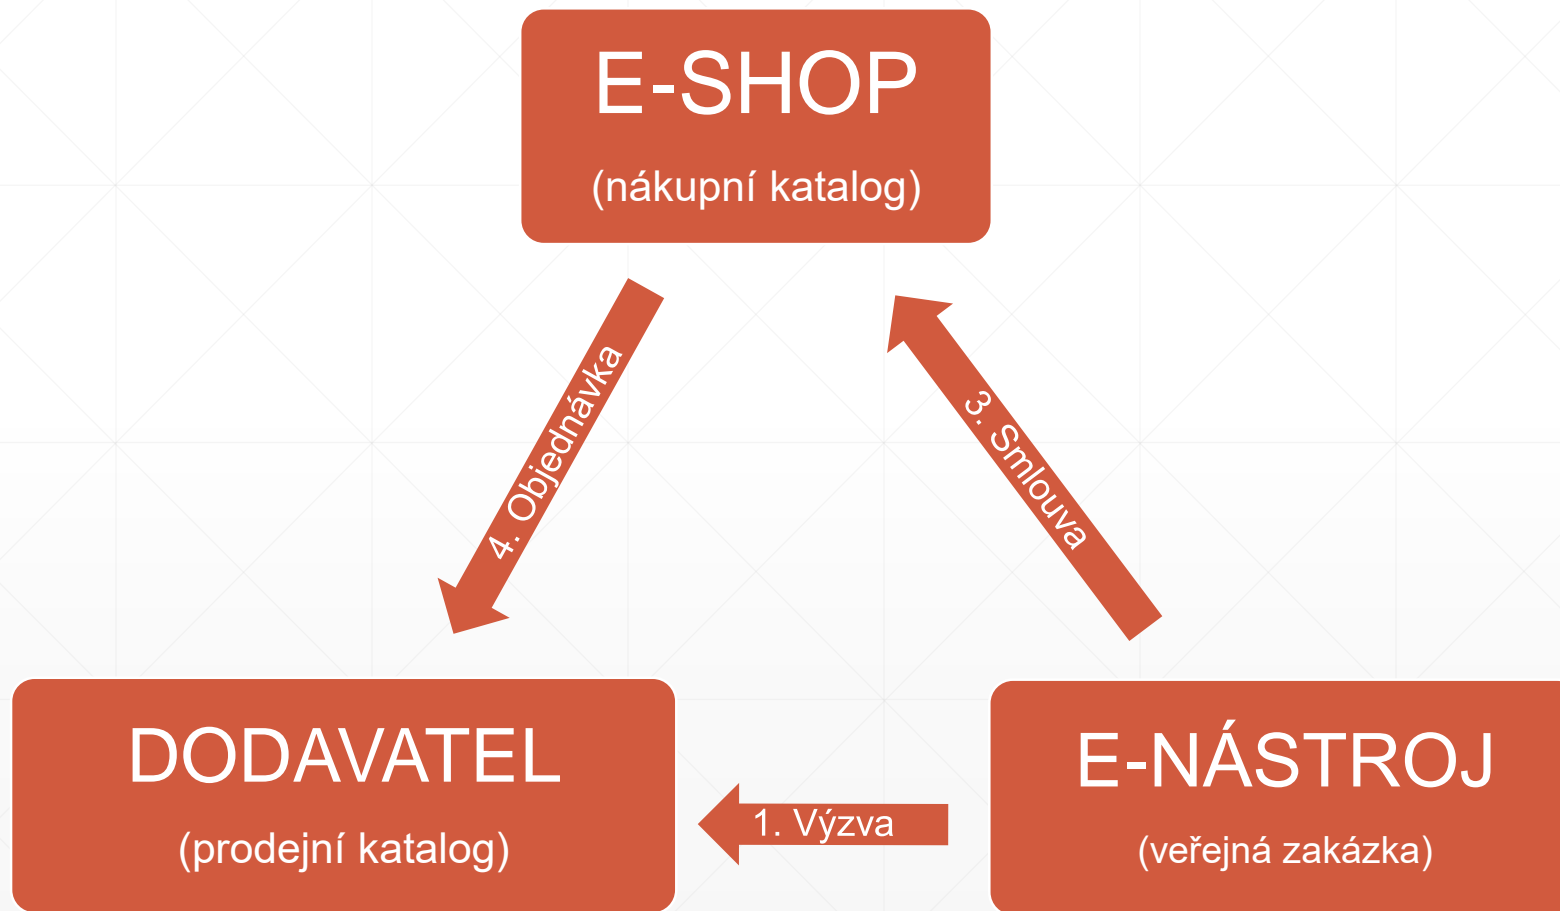 E-SHOP
(nákupní katalog)
4. Objednávka
3. Smlouva
DODAVATEL
(prodejní katalog)
1. Výzva
E-NÁSTROJ
(veřejná zakázka)